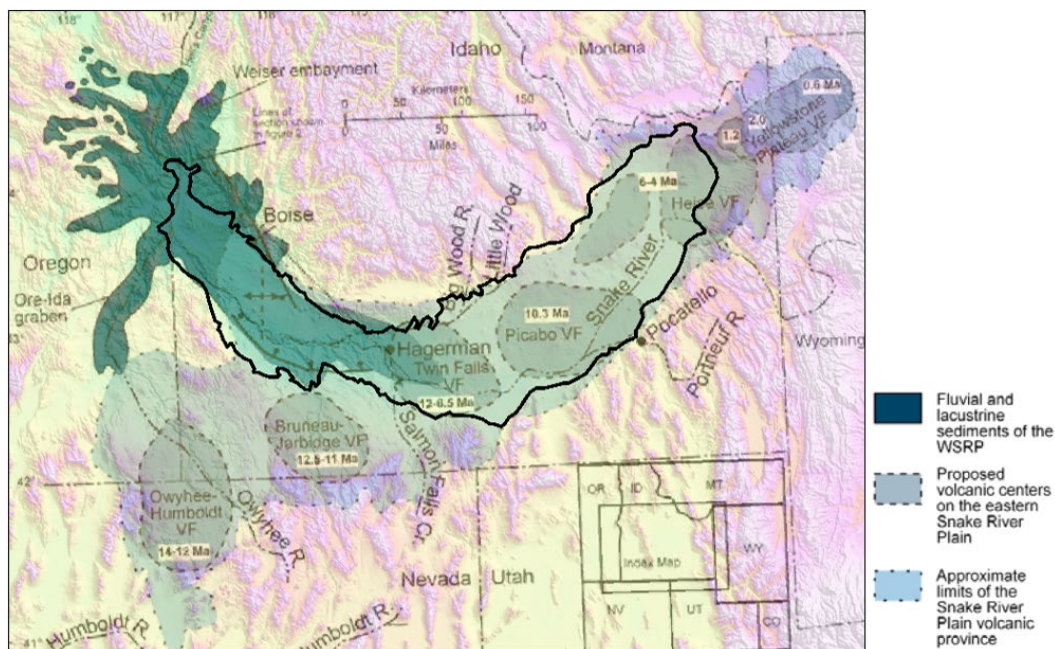 118°
117°
116
Idaho
Montana
Weiser embayment
Kilometers
0
50
100
150
0
50
100
Miles
Lines of
section shown
in figure 2
0.6 Ma
2.0
1.2
Yellowstone
Plateau VF
6-4 Ma
Heise VF
Boise
Wood R.
Little Wood
Oregon
Ore-Ida
graben
Snake River
10.3 Ma
Picabo VF
Pocatello
Portneuf R.
Wyoming
Hagerman
Twin Falls
VF
12-6.5 Ma
Salmon Falls Cr.
Bruneau-
Jarbidge VF
12.5-11 Ma
42°
Owyhee-
Humboldt
VF
14-12 Ma
Owyhee R.
Nevada
Utah
41°
Humboldt R.
Humboldt R.
OR
ID
MT
WY
Index Map
NV
UT
CO
Fluvial and
lacustrine
sediments of the
WSRP
Proposed
volcanic centers
on the eastern
Snake River
Plain
Approximate
limits of the
Snake River
Plain volcanic
province